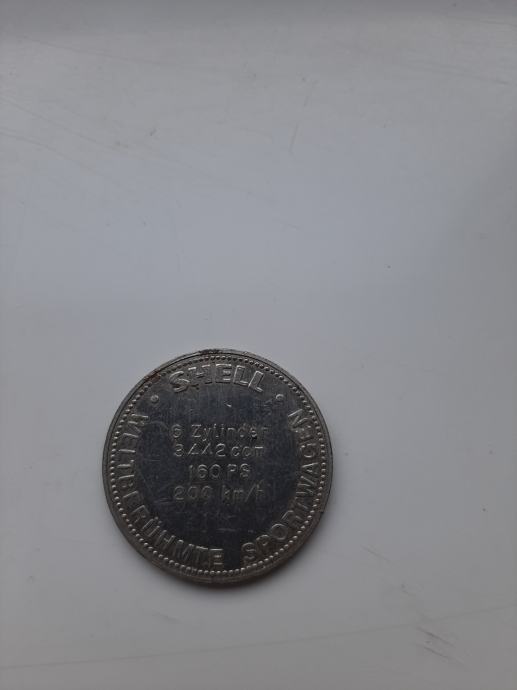 · SHELL ·
6 Zylinder
3442 ccm
160 PS
200 km/h
WELTBERÜHMTE SPORTWAGEN